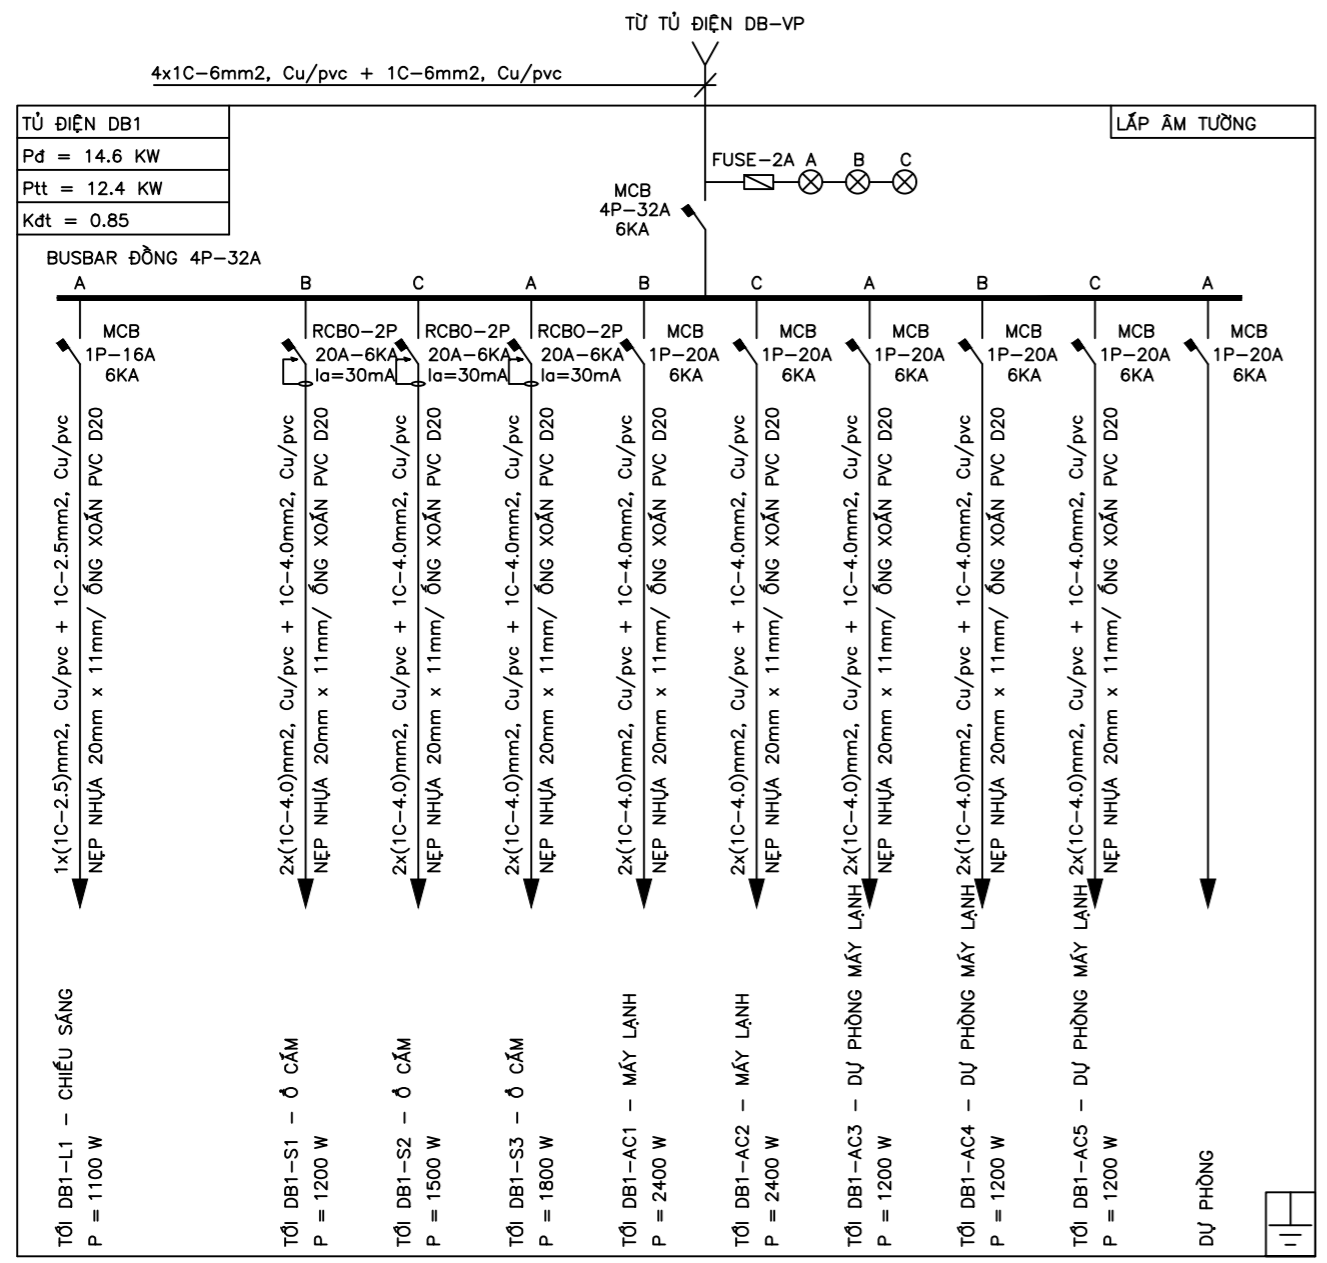 TỪ TỦ ĐIỆN DB-VP
4x1C-6mm2, Cu/pvc + 1C-6mm2, Cu/pvc
TỦ ĐIỆN DB1
Pđ = 14.6 KW
Ptt = 12.4 KW
Kđt = 0.85
LẮP ÂM TƯỜNG
FUSE-2A A B C
MCB
4P-32A
6KA
BUSBAR ĐỒNG 4P-32A
A B C A B C A B C A
MCB
1P-16A
6KA
RCBO-2P
20A-6KA
Ia=30mA
RCBO-2P
20A-6KA
Ia=30mA
RCBO-2P
20A-6KA
Ia=30mA
MCB
1P-20A
6KA
MCB
1P-20A
6KA
MCB
1P-20A
6KA
MCB
1P-20A
6KA
MCB
1P-20A
6KA
MCB
1P-20A
6KA
1x(1C-2.5)mm2, Cu/pvc + 1C-2.5mm2, Cu/pvc
NẸP NHỰA 20mm x 11mm/ ỐNG XOẮN PVC D20
2x(1C-4.0)mm2, Cu/pvc + 1C-4.0mm2, Cu/pvc
NẸP NHỰA 20mm x 11mm/ ỐNG XOẮN PVC D20
2x(1C-4.0)mm2, Cu/pvc + 1C-4.0mm2, Cu/pvc
NẸP NHỰA 20mm x 11mm/ ỐNG XOẮN PVC D20
2x(1C-4.0)mm2, Cu/pvc + 1C-4.0mm2, Cu/pvc
NẸP NHỰA 20mm x 11mm/ ỐNG XOẮN PVC D20
2x(1C-4.0)mm2, Cu/pvc + 1C-4.0mm2, Cu/pvc
NẸP NHỰA 20mm x 11mm/ ỐNG XOẮN PVC D20
2x(1C-4.0)mm2, Cu/pvc + 1C-4.0mm2, Cu/pvc
NẸP NHỰA 20mm x 11mm/ ỐNG XOẮN PVC D20
2x(1C-4.0)mm2, Cu/pvc + 1C-4.0mm2, Cu/pvc
NẸP NHỰA 20mm x 11mm/ ỐNG XOẮN PVC D20
2x(1C-4.0)mm2, Cu/pvc + 1C-4.0mm2, Cu/pvc
NẸP NHỰA 20mm x 11mm/ ỐNG XOẮN PVC D20
2x(1C-4.0)mm2, Cu/pvc + 1C-4.0mm2, Cu/pvc
NẸP NHỰA 20mm x 11mm/ ỐNG XOẮN PVC D20
TỚI DB1-L1 - CHIẾU SÁNG
P = 1100 W
TỚI DB1-S1 - Ổ CẮM
P = 1200 W
TỚI DB1-S2 - Ổ CẮM
P = 1500 W
TỚI DB1-S3 - Ổ CẮM
P = 1800 W
TỚI DB1-AC1 - MÁY LẠNH
P = 2400 W
TỚI DB1-AC2 - MÁY LẠNH
P = 2400 W
TỚI DB1-AC3 - DỰ PHÒNG MÁY LẠNH
P = 1200 W
TỚI DB1-AC4 - DỰ PHÒNG MÁY LẠNH
P = 1200 W
TỚI DB1-AC5 - DỰ PHÒNG MÁY LẠNH
P = 1200 W
DỰ PHÒNG